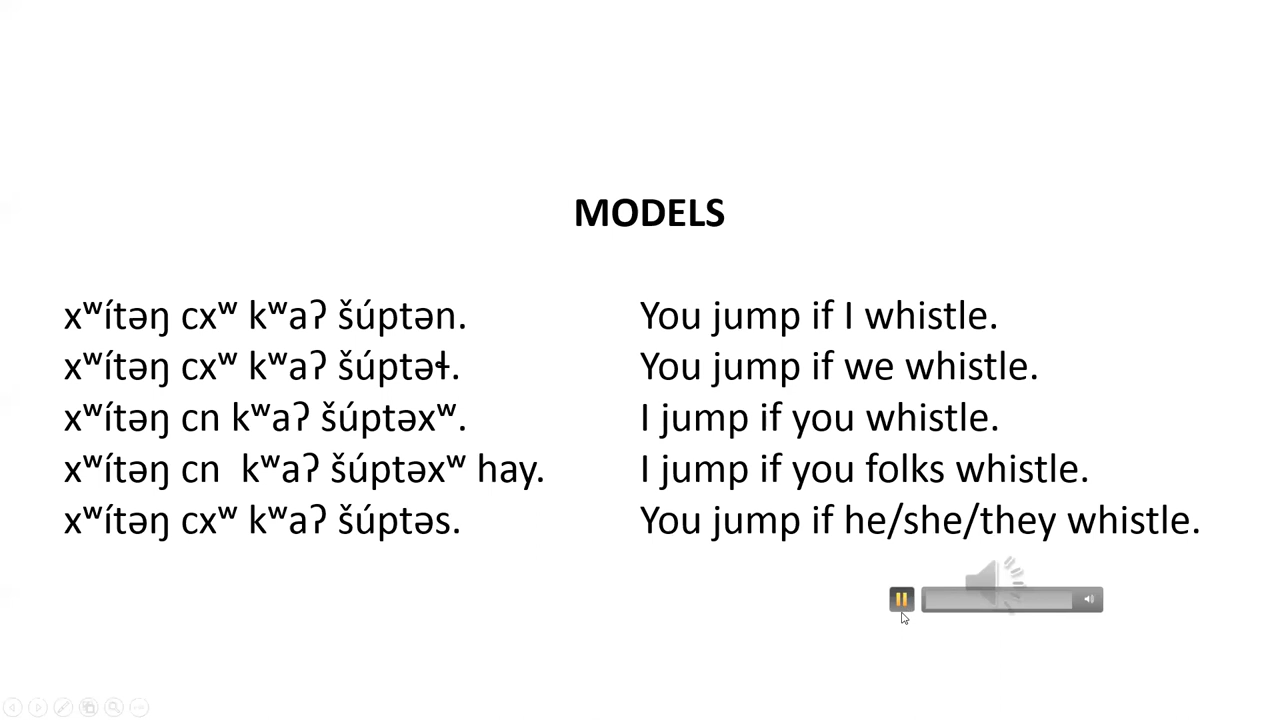 MODELS
xʷítəŋ cxʷ kʷaʔ šúptən. You jump if I whistle.
xʷítəŋ cxʷ kʷaʔ šúptəɬ. You jump if we whistle.
xʷítəŋ cn kʷaʔ šúptəxʷ. I jump if you whistle.
xʷítəŋ cn  kʷaʔ šúptəxʷ hay. I jump if you folks whistle.
xʷítəŋ cxʷ kʷaʔ šúptəs. You jump if he/she/they whistle.